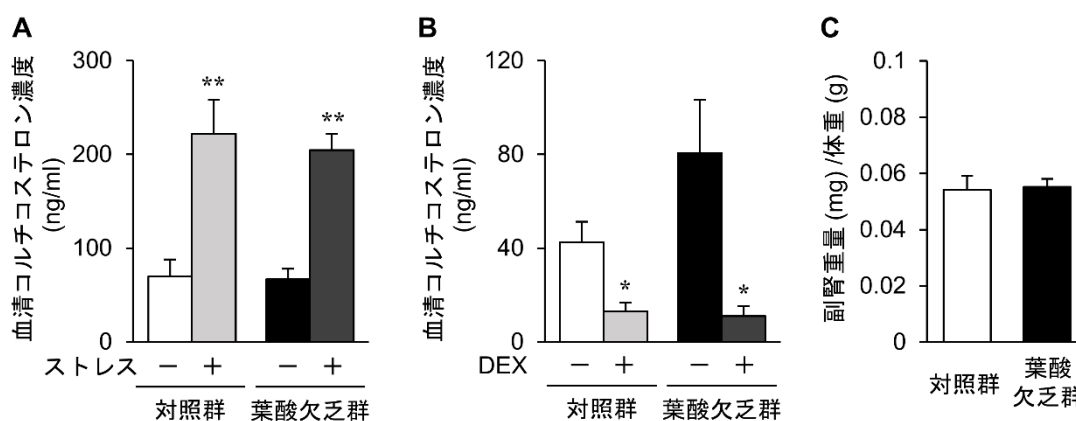 A
血清コルチコステロン濃度
(ng/ml)
300
200
100
0
**
**
ストレス
− + − +
対照群 葉酸欠乏群
B
血清コルチコステロン濃度
(ng/ml)
120
80
40
0
*
*
DEX
− + − +
対照群 葉酸欠乏群
C
副腎重量 (mg) /体重 (g)
0.1
0.08
0.06
0.04
0.02
0
対照群
葉酸
欠乏群